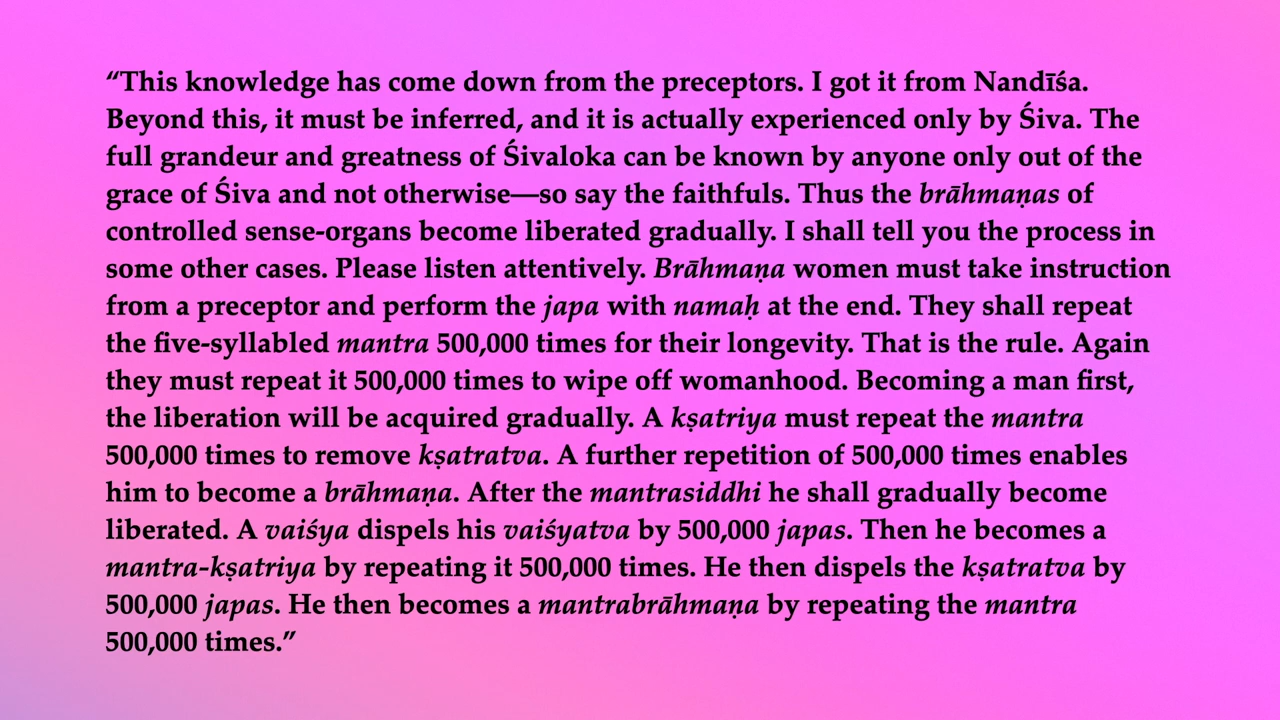 “This knowledge has come down from the preceptors. I got it from Nandīśa.
Beyond this, it must be inferred, and it is actually experienced only by Śiva. The
full grandeur and greatness of Śivaloka can be known by anyone only out of the
grace of Śiva and not otherwise—so say the faithfuls. Thus the brāhmaṇas of
controlled sense-organs become liberated gradually. I shall tell you the process in
some other cases. Please listen attentively. Brāhmaṇa women must take instruction
from a preceptor and perform the japa with namaḥ at the end. They shall repeat
the five-syllabled mantra 500,000 times for their longevity. That is the rule. Again
they must repeat it 500,000 times to wipe off womanhood. Becoming a man first,
the liberation will be acquired gradually. A kṣatriya must repeat the mantra
500,000 times to remove kṣatratva. A further repetition of 500,000 times enables
him to become a brāhmaṇa. After the mantrasiddhi he shall gradually become
liberated. A vaiśya dispels his vaiśyatva by 500,000 japas. Then he becomes a
mantra-kṣatriya by repeating it 500,000 times. He then dispels the kṣatratva by
500,000 japas. He then becomes a mantrabrāhmaṇa by repeating the mantra
500,000 times.”